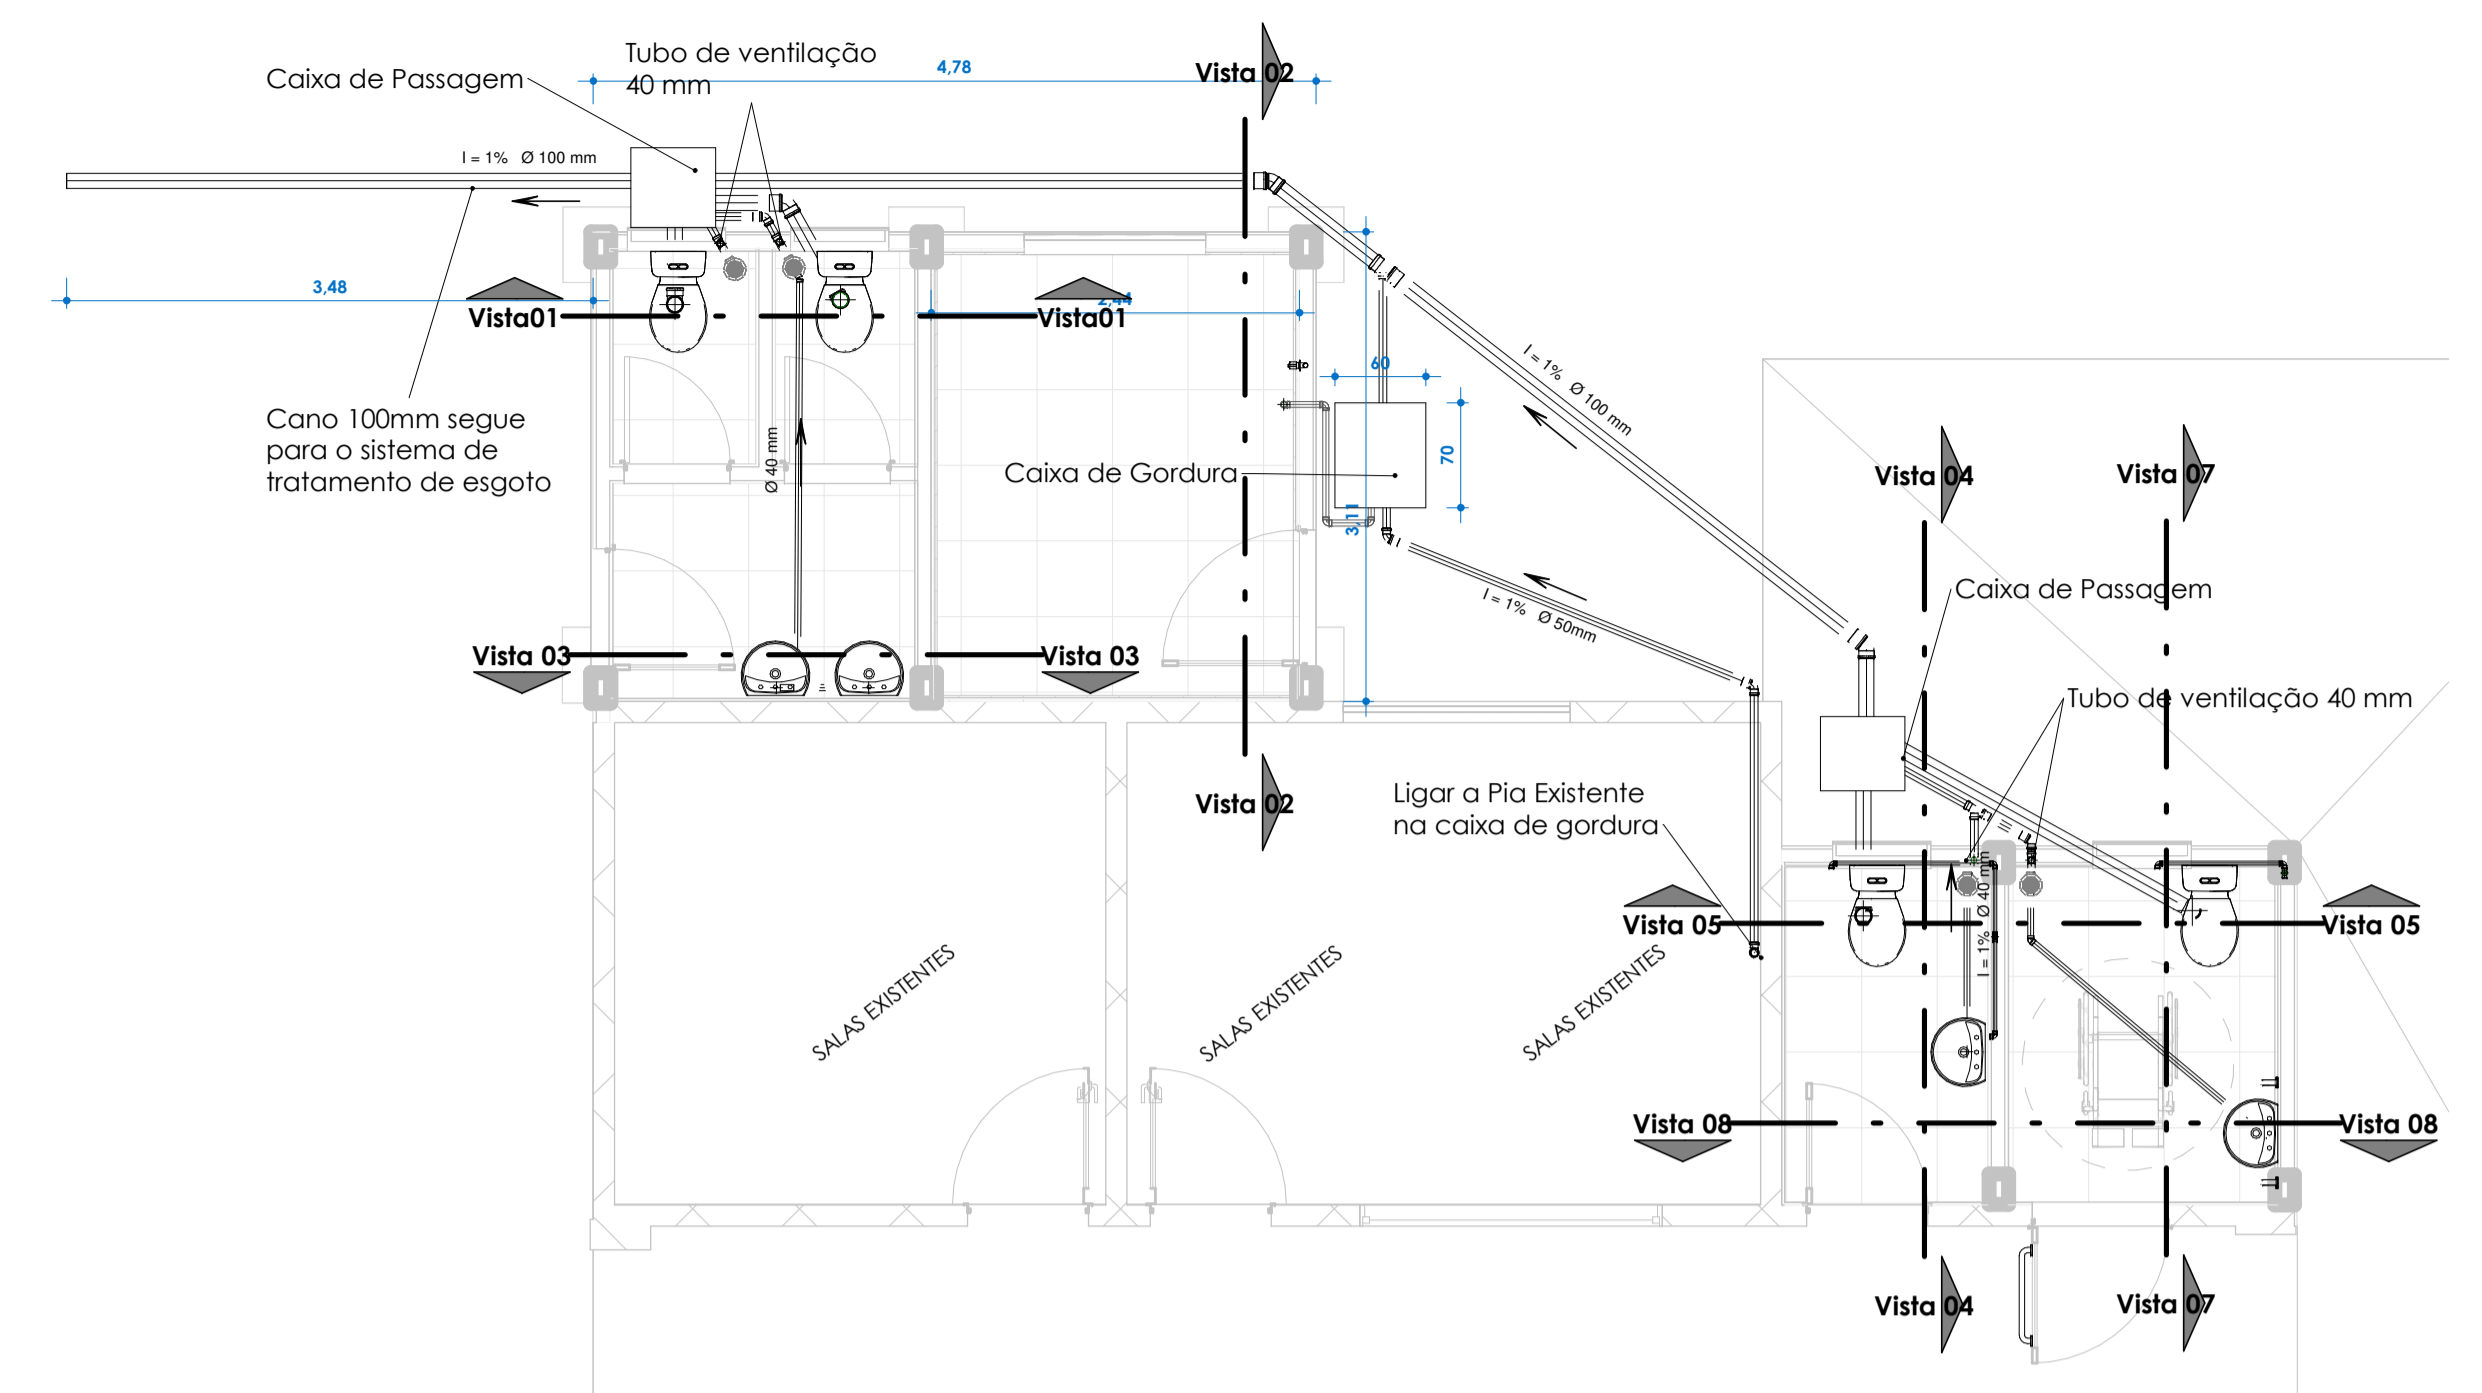 Tubo de ventilação
40 mm
Caixa de Passagem
4,78
Vista 02
I = 1% Ø 100 mm
3,48
Vista01
2,44
Vista01
Cano 100mm segue
para o sistema de
tratamento de esgoto
Ø 40 mm
60
70
3,11
Caixa de Gordura
I = 1% Ø 100 mm
I = 1% Ø 50mm
Vista 04
Vista 07
Caixa de Passagem
Vista 03
Vista 03
Tubo de ventilação 40 mm
Vista 02
Ligar a Pia Existente
na caixa de gordura
I = 1% Ø 40 mm
Vista 05
Vista 05
SALAS EXISTENTES
SALAS EXISTENTES
SALAS EXISTENTES
Vista 08
Vista 08
Vista 04
Vista 07